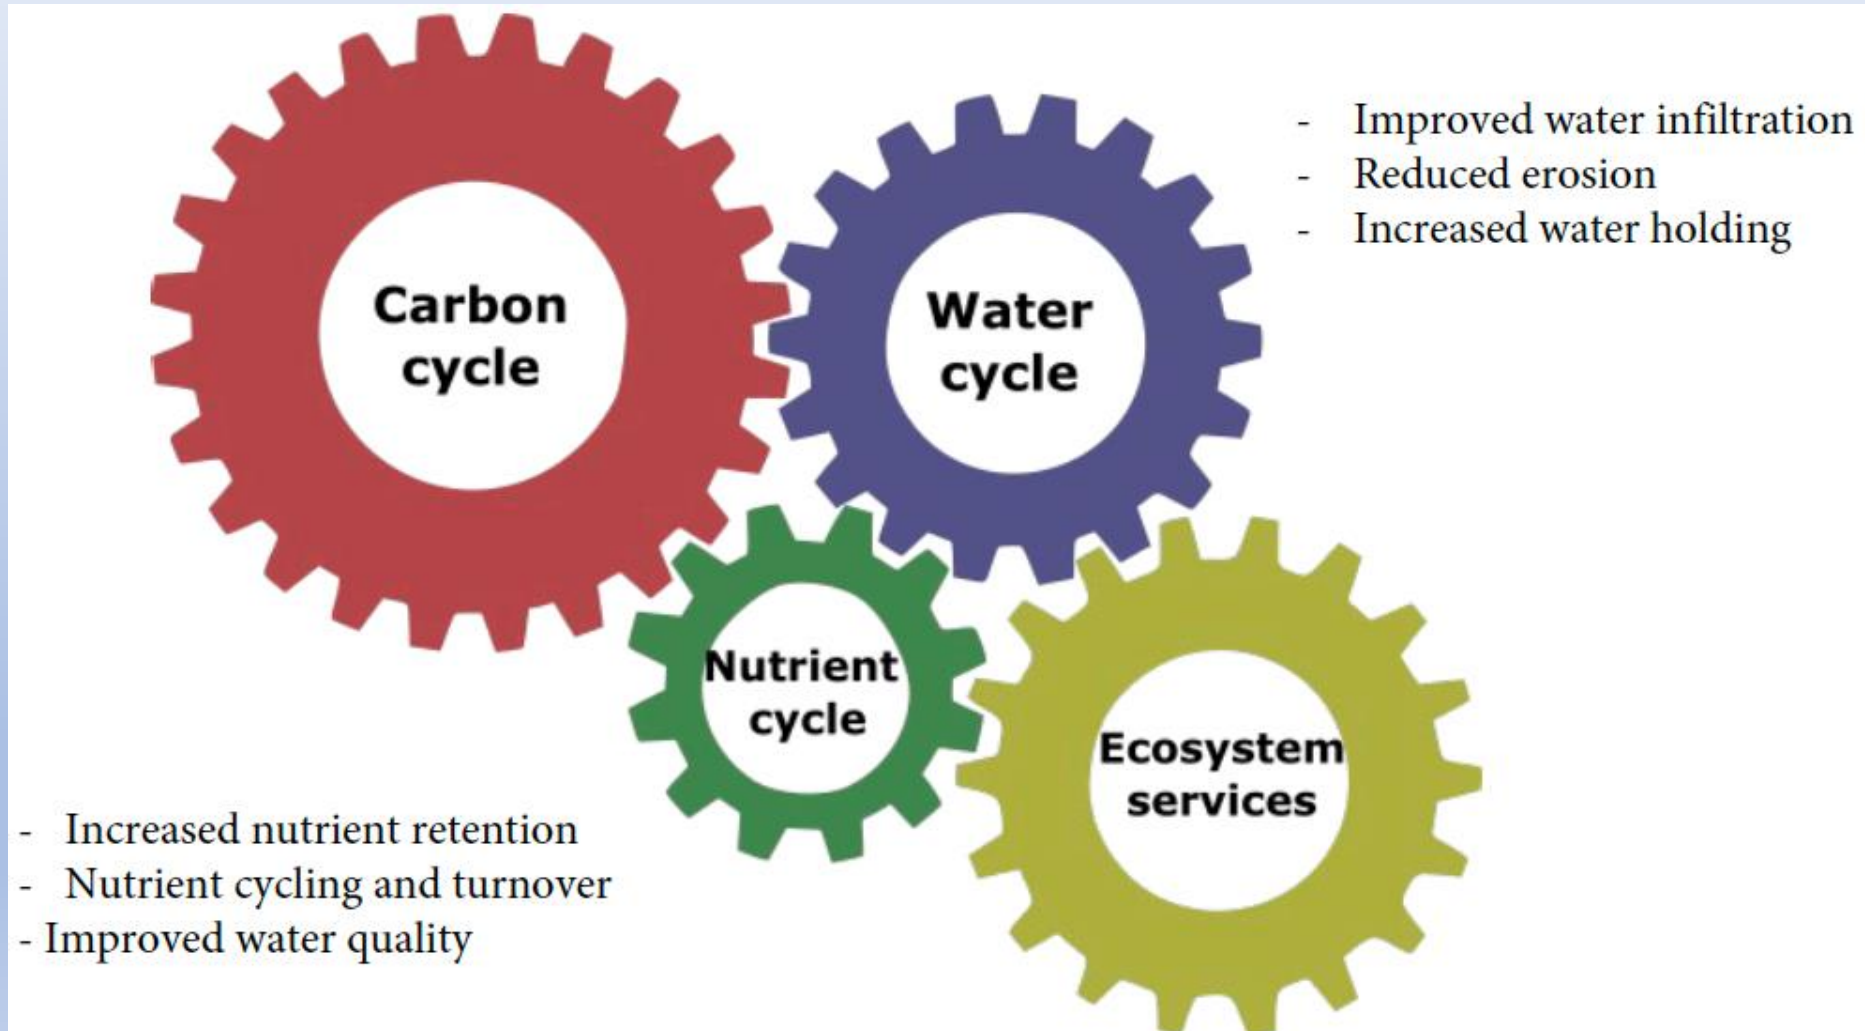 Carbon
cycle
Water
cycle
- Improved water infiltration
- Reduced erosion
- Increased water holding
Nutrient
cycle
Ecosystem
services
- Increased nutrient retention
- Nutrient cycling and turnover
- Improved water quality